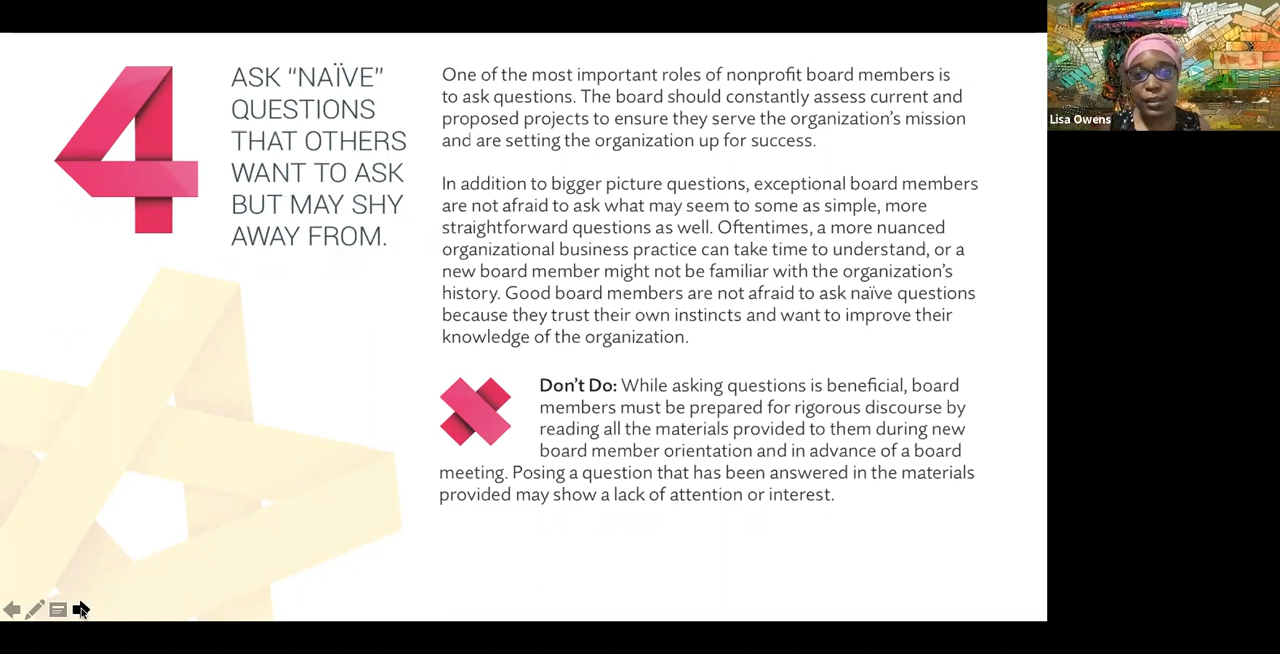 4
ASK “NAÏVE”
QUESTIONS
THAT OTHERS
WANT TO ASK
BUT MAY SHY
AWAY FROM.
One of the most important roles of nonprofit board members is
to ask questions. The board should constantly assess current and
proposed projects to ensure they serve the organization’s mission
and are setting the organization up for success.
In addition to bigger picture questions, exceptional board members
are not afraid to ask what may seem to some as simple, more
straightforward questions as well. Oftentimes, a more nuanced
organizational business practice can take time to understand, or a
new board member might not be familiar with the organization’s
history. Good board members are not afraid to ask naïve questions
because they trust their own instincts and want to improve their
knowledge of the organization.
Don’t Do: While asking questions is beneficial, board
members must be prepared for rigorous discourse by
reading all the materials provided to them during new
board member orientation and in advance of a board
meeting. Posing a question that has been answered in the materials
provided may show a lack of attention or interest.
Lisa Owens